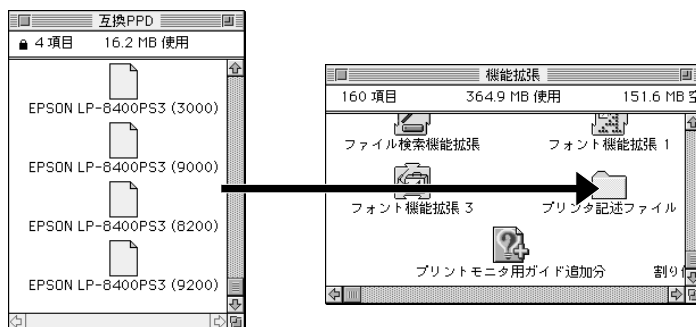 互換PPD
4 項目 16.2 MB 使用
EPSON LP-8400PS3 (3000)
EPSON LP-8400PS3 (9000)
EPSON LP-8400PS3 (8200)
EPSON LP-8400PS3 (9200)
機能拡張
160 項目 364.9 MB 使用 151.6 MB
ファイル検索機能拡張 フォント機能拡張 1
フォント機能拡張 3 プリンタ記述ファイル
プリントモニタ用ガイド追加分 割り